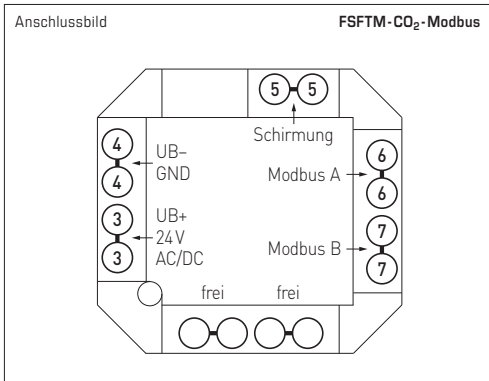 Anschlussbild
FSFTM-CO₂-Modbus
5 5
Schirmung
4
4
UB–
GND
3
3
UB+
24 V
AC/DC
Modbus A
6
6
Modbus B
7
7
frei frei